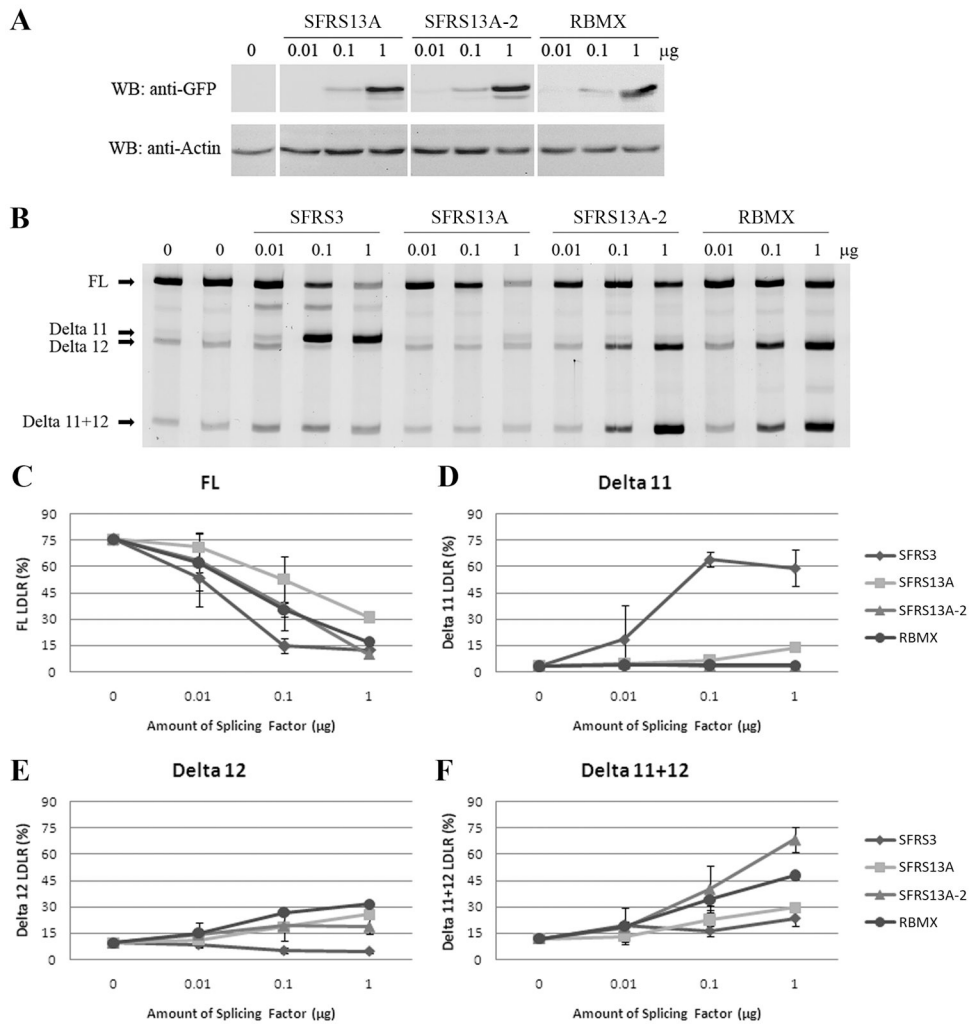 A
SFRS13A SFRS13A-2 RBMX
0 0.01 0.1 1 0.01 0.1 1 0.01 0.1 1 µg
WB: anti-GFP
WB: anti-Actin
B
SFRS3 SFRS13A SFRS13A-2 RBMX
0 0 0.01 0.1 1 0.01 0.1 1 0.01 0.1 1 0.01 0.1 1 µg
FL
Delta 11
Delta 12
Delta 11+12
C
FL
FL LDLR (%)
90
75
60
45
30
15
0
0 0.01 0.1 1
Amount of Splicing Factor (µg)
D
Delta 11
Delta 11 LDLR (%)
90
75
60
45
30
15
0
0 0.01 0.1 1
Amount of Splicing Factor (µg)
SFRS3
SFRS13A
SFRS13A-2
RBMX
E
Delta 12
Delta 12 LDLR (%)
90
75
60
45
30
15
0
0 0.01 0.1 1
Amount of Splicing Factor (µg)
F
Delta 11+12
Delta 11+12 LDLR (%)
90
75
60
45
30
15
0
0 0.01 0.1 1
Amount of Splicing Factor (µg)
SFRS3
SFRS13A
SFRS13A-2
RBMX